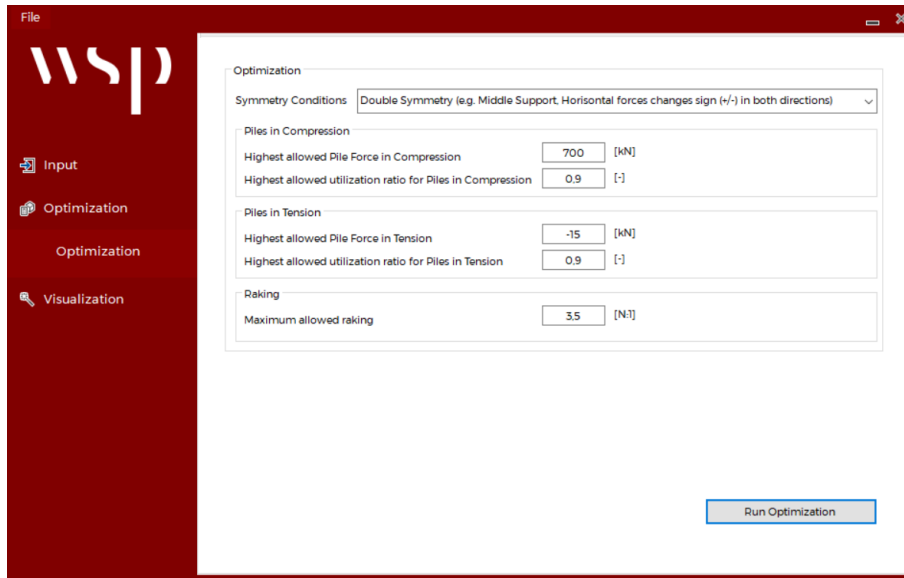 File
wsp
Optimization
Symmetry Conditions Double Symmetry (e.g. Middle Support, Horisontal forces changes sign (+/-) in both directions)
Piles in Compression
Highest allowed Pile Force in Compression 700 [kN]
Highest allowed utilization ratio for Piles in Compression 0,9 [-]
Piles in Tension
Highest allowed Pile Force in Tension -15 [kN]
Highest allowed utilization ratio for Piles in Tension 0,9 [-]
Raking
Maximum allowed raking 3,5 [N:1]
Input
Optimization
Optimization
Visualization
Run Optimization